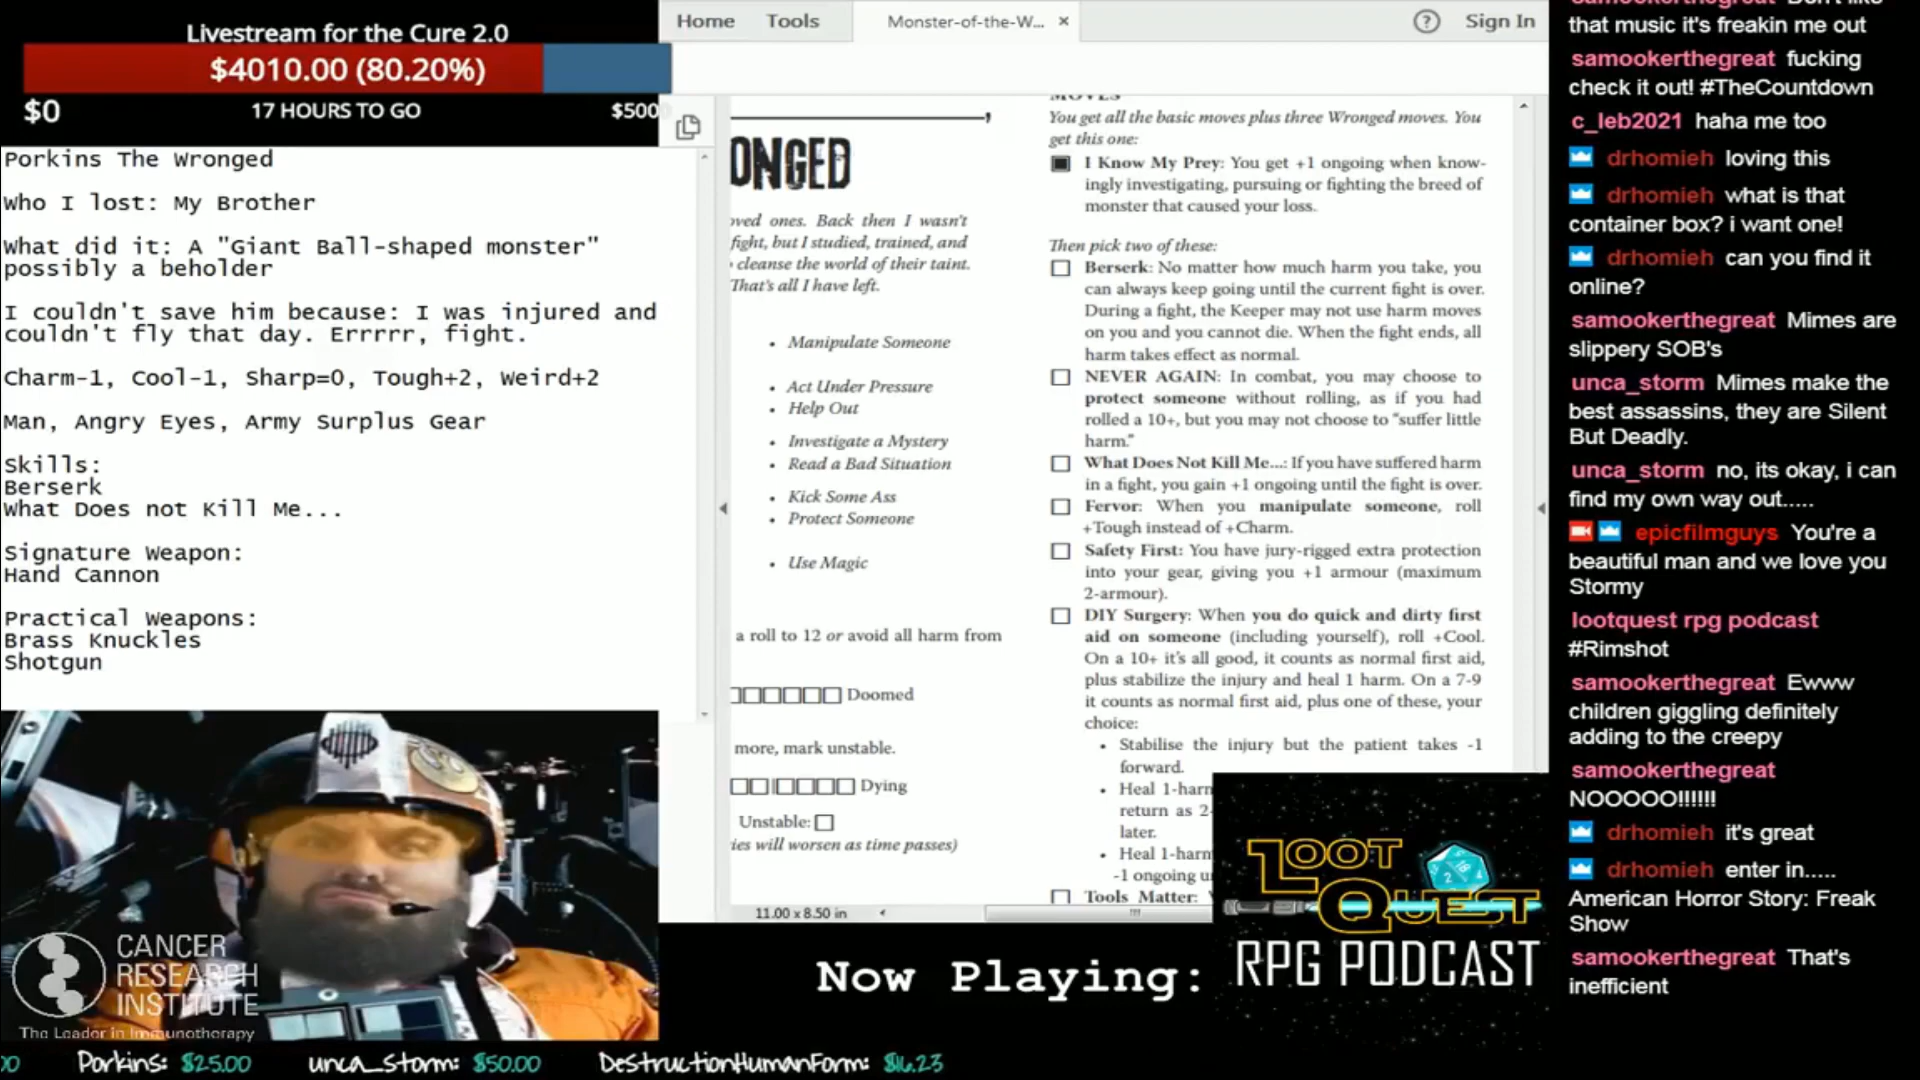 Livestream for the Cure 2.0
$4010.00 (80.20%)
$0
17 HOURS TO GO
$5000
Porkins The Wronged
Who I lost: My Brother
What did it: A "Giant Ball-shaped monster"
possibly a beholder
I couldn't save him because: I was injured and
couldn't fly that day. Errrrr, fight.
Charm-1, Cool-1, Sharp=0, Tough+2, Weird+2
Man, Angry Eyes, Army Surplus Gear
Skills:
Berserk
What Does not Kill Me...
Signature Weapon:
Hand Cannon
Practical Weapons:
Brass Knuckles
Shotgun
CANCER
RESEARCH
INSTITUTE
The Leader in Immunotherapy
Home
Tools
Monster-of-the-W...
×
?
Sign In
ONGED
oved ones. Back then I wasn't
fight, but I studied, trained, and
cleanse the world of their taint.
That's all I have left.
• Manipulate Someone
• Act Under Pressure
• Help Out
• Investigate a Mystery
• Read a Bad Situation
• Kick Some Ass
• Protect Someone
• Use Magic
a roll to 12 or avoid all harm from
Doomed
more, mark unstable.
Dying
Unstable:
ies will worsen as time passes)
11.00 x 8.50 in
MOVES
You get all the basic moves plus three Wronged moves. You
get this one:
I Know My Prey: You get +1 ongoing when know-
ingly investigating, pursuing or fighting the breed of
monster that caused your loss.
Then pick two of these:
Berserk: No matter how much harm you take, you
can always keep going until the current fight is over.
During a fight, the Keeper may not use harm moves
on you and you cannot die. When the fight ends, all
harm takes effect as normal.
NEVER AGAIN: In combat, you may choose to
protect someone without rolling, as if you had
rolled a 10+, but you may not choose to "suffer little
harm."
What Does Not Kill Me...: If you have suffered harm
in a fight, you gain +1 ongoing until the fight is over.
Fervor: When you manipulate someone, roll
+Tough instead of +Charm.
Safety First: You have jury-rigged extra protection
into your gear, giving you +1 armour (maximum
2-armour).
DIY Surgery: When you do quick and dirty first
aid on someone (including yourself), roll +Cool.
On a 10+ it's all good, it counts as normal first aid,
plus stabilize the injury and heal 1 harm. On a 7-9
it counts as normal first aid, plus one of these, your
choice:
• Stabilise the injury but the patient takes -1
forward.
• Heal 1-harm
return as 2-
later.
• Heal 1-harm
-1 ongoing u
Tools Matter:
Now Playing:
LOOT
QUEST
RPG PODCAST
samookerthegreat Don't like
that music it's freakin me out
samookerthegreat fucking
check it out! #TheCountdown
c_leb2021 haha me too
drhomieh loving this
drhomieh what is that
container box? i want one!
drhomieh can you find it
online?
samookerthegreat Mimes are
slippery SOB's
unca_storm Mimes make the
best assassins, they are Silent
But Deadly.
unca_storm no, its okay, i can
find my own way out.....
epicfilmguys You're a
beautiful man and we love you
Stormy
lootquest rpg podcast
#Rimshot
samookerthegreat Ewww
children giggling definitely
adding to the creepy
samookerthegreat
NOOOOO!!!!!!
drhomieh it's great
drhomieh enter in.....
American Horror Story: Freak
Show
samookerthegreat That's
inefficient
00 Porkins: $25.00 unca_storm: $50.00 DestructionHumanForm: $16.23